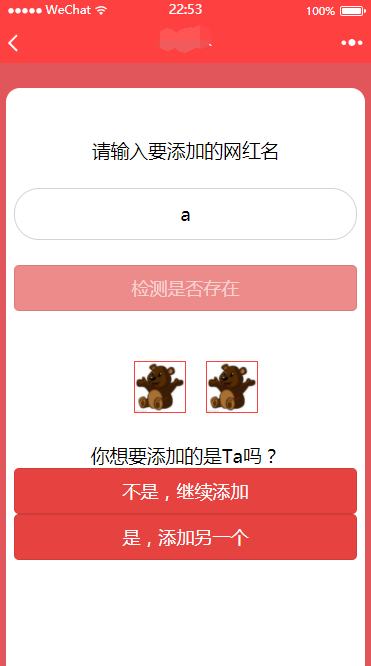 WeChat
22:53
100%
请输入要添加的网红名
a
检测是否存在
你想要添加的是Ta吗？
不是，继续添加
是，添加另一个